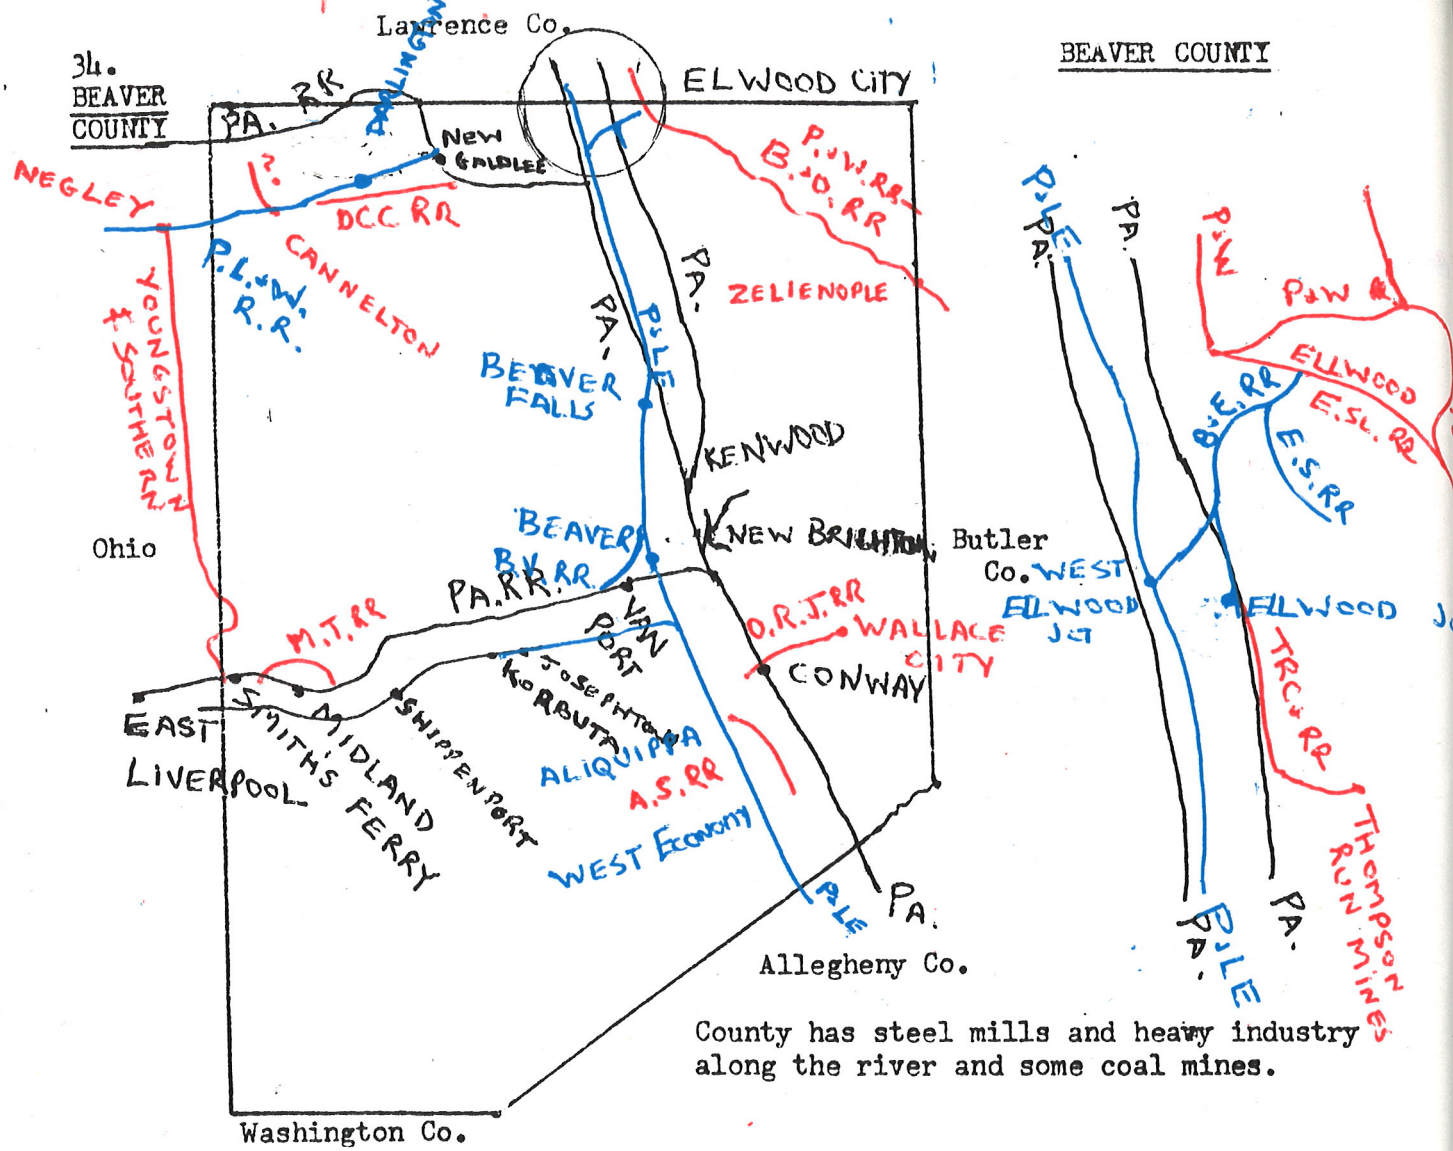 Lawrence Co.
BEAVER COUNTY
34.
BEAVER
COUNTY
DARLINGTON
ELWOOD CITY
PA. RR
NEW
GALALEE
NEGLEY
?
DCC RR
CANNELTON
P.L.&W.
R.R.
YOUNGSTOWN
& SOUTHERN
P.&W.RR
B.&O. RR
ZELIENOPLE
PA.
PA.
P&LE
BEAVER
FALLS
KENWOOD
NEW BRIGHTON
BEAVER
B.V. RR.
PA.RR.
VAN
PORT
Ohio
Butler
Co.
M.T. RR
O.R.J. RR
WALLACE
CITY
CONWAY
EAST
LIVERPOOL
SMITH'S FERRY
MIDLAND
SHIPPENPORT
KORBUTA
JOSEPHTOWN
ALIQUIPPA
A.S. RR
WEST ECONOMY
P&LE
PA.
Allegheny Co.
Washington Co.
P&LE
PA.
PA.
P&W
P&W R
ELLWOOD
E.SL. RR
B&E. RR
E.S. RR
WEST
ELLWOOD
JCT
ELLWOOD
TRC& RR
THOMPSON
RUN MINES
PA.
P&LE
PA.
County has steel mills and heavy industry
along the river and some coal mines.